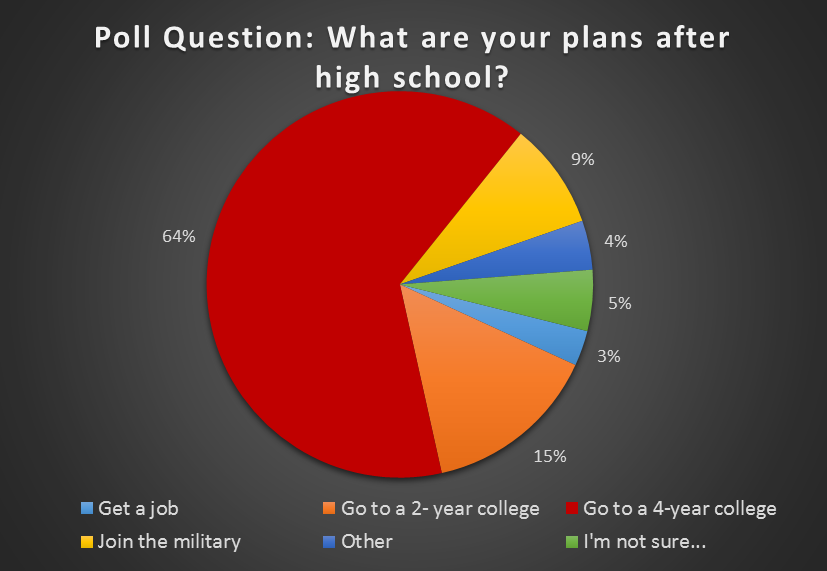 Poll Question: What are your plans after
high school?
9%
64%
4%
5%
3%
15%
Get a job
Go to a 2- year college
Go to a 4-year college
Join the military
Other
I'm not sure...